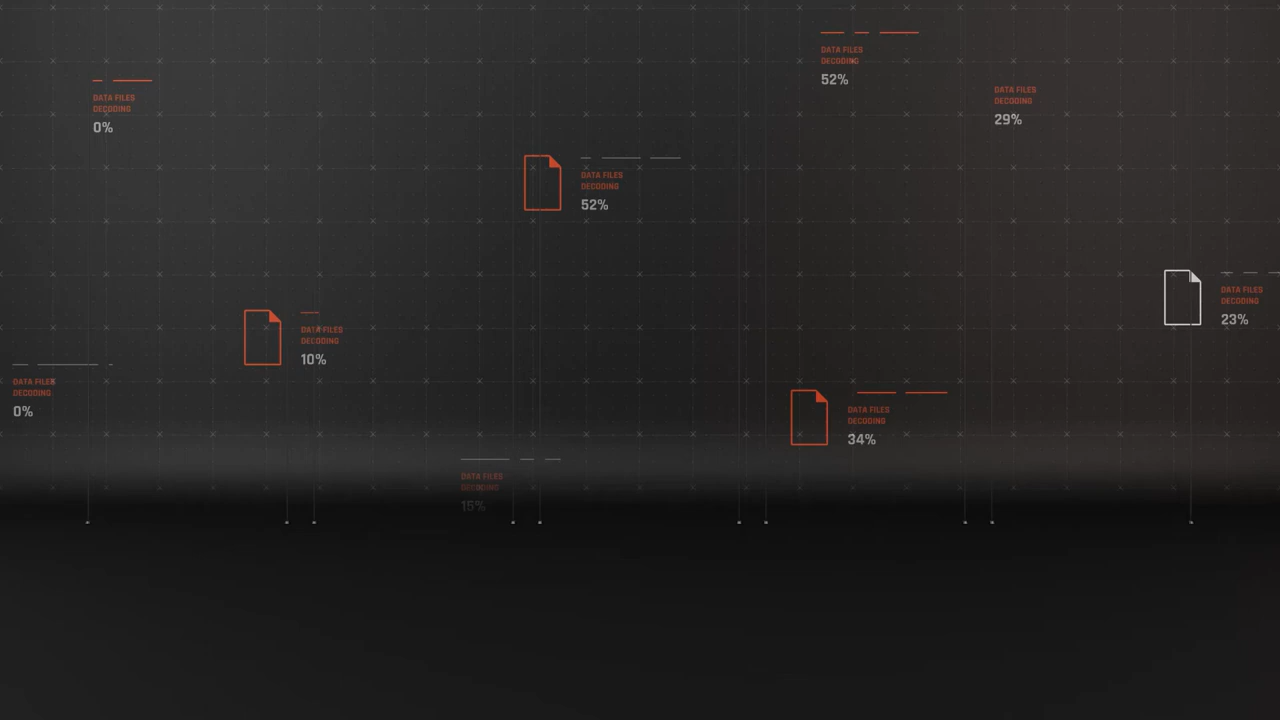 DATA FILES
DECODING
52%
DATA FILES
DECODING
0%
DATA FILES
DECODING
29%
DATA FILES
DECODING
52%
DATA FILES
DECODING
23%
DATA FILES
DECODING
10%
DATA FILES
DECODING
0%
DATA FILES
DECODING
34%
DATA FILES
DECODING
15%